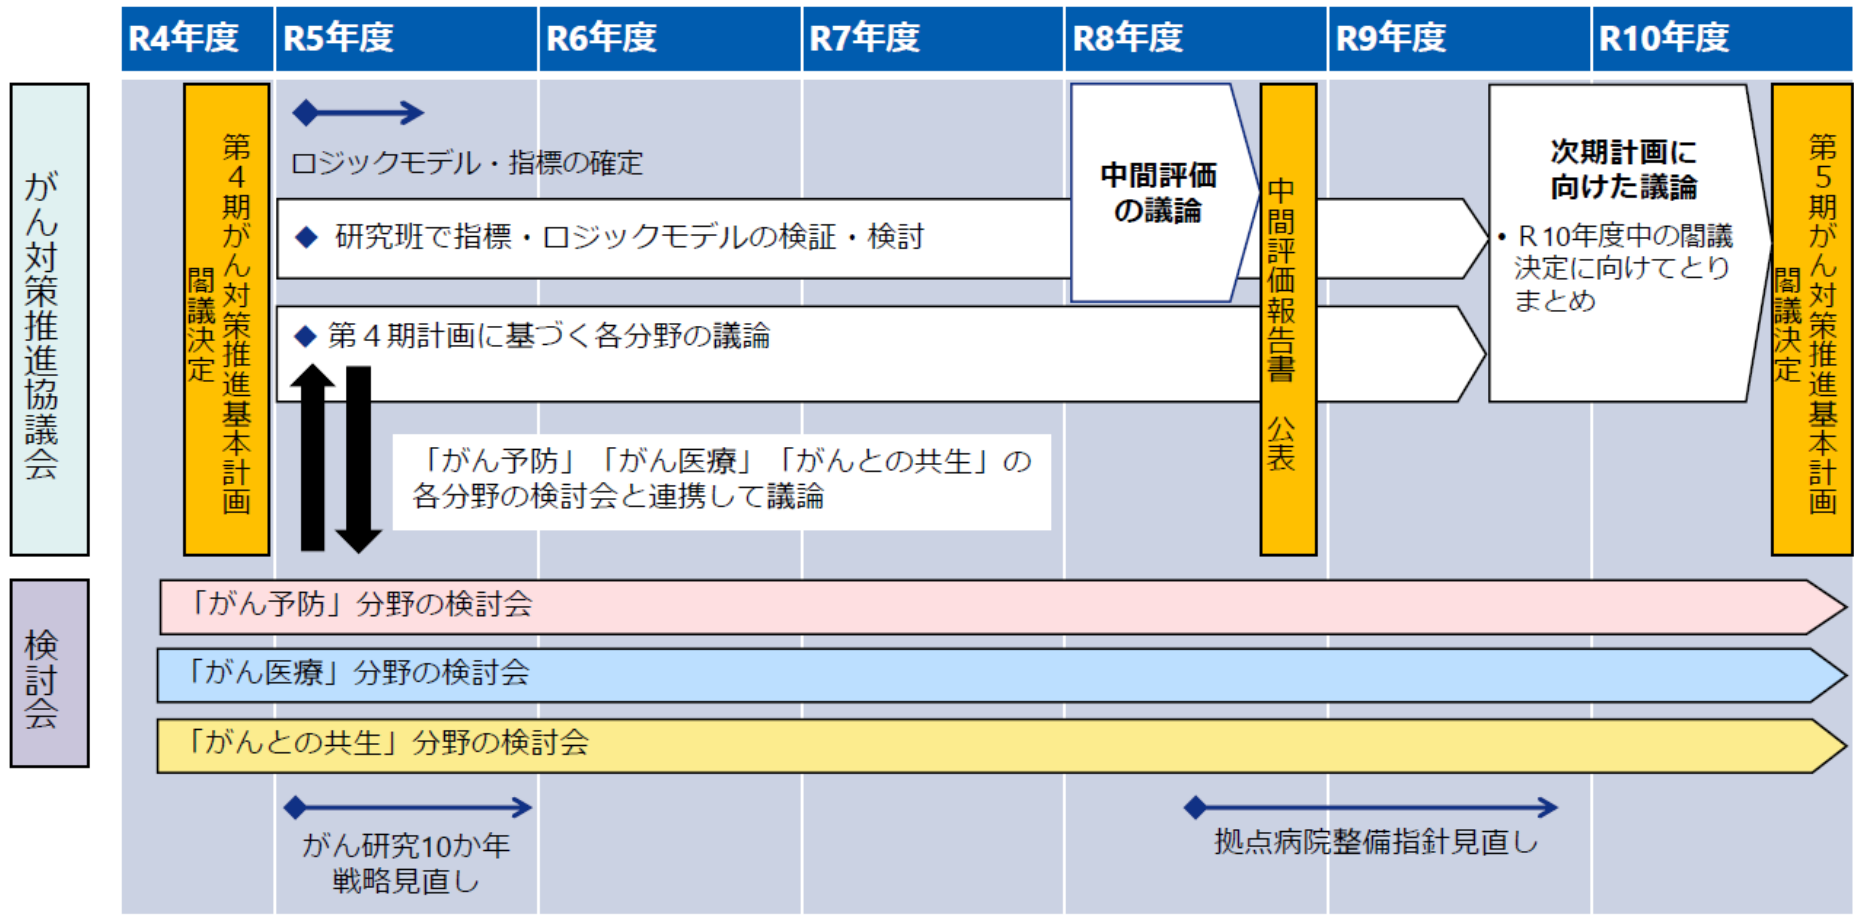 R4年度
R5年度
R6年度
R7年度
R8年度
R9年度
R10年度
がん対策推進協議会
第4期がん対策推進基本計画
閣議決定
ロジックモデル・指標の確定
◆ 研究班で指標・ロジックモデルの検証・検討
◆ 第４期計画に基づく各分野の議論
「がん予防」「がん医療」「がんとの共生」の
各分野の検討会と連携して議論
中間評価
の議論
中間評価報告書 公表
次期計画に
向けた議論
・Ｒ10年度中の閣議
決定に向けてとり
まとめ
第5期がん対策推進基本計画
閣議決定
検討会
「がん予防」分野の検討会
「がん医療」分野の検討会
「がんとの共生」分野の検討会
がん研究10か年
戦略見直し
拠点病院整備指針見直し